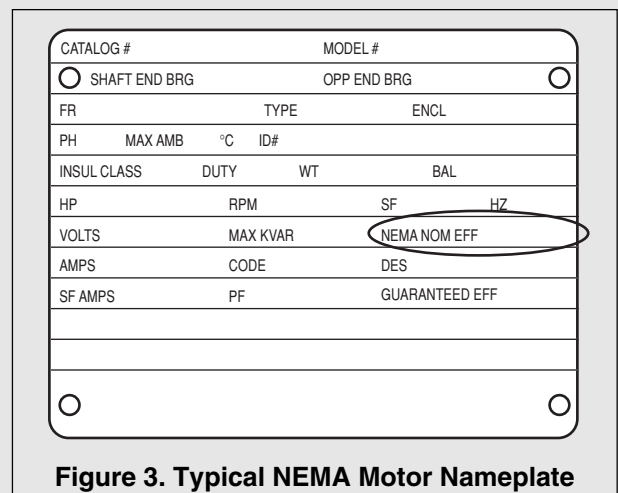 CATALOG # MODEL #
SHAFT END BRG OPP END BRG
FR TYPE ENCL
PH MAX AMB °C ID#
INSUL CLASS DUTY WT BAL
HP RPM SF HZ
VOLTS MAX KVAR NEMA NOM EFF
AMPS CODE DES
SF AMPS PF GUARANTEED EFF
Figure 3. Typical NEMA Motor Nameplate